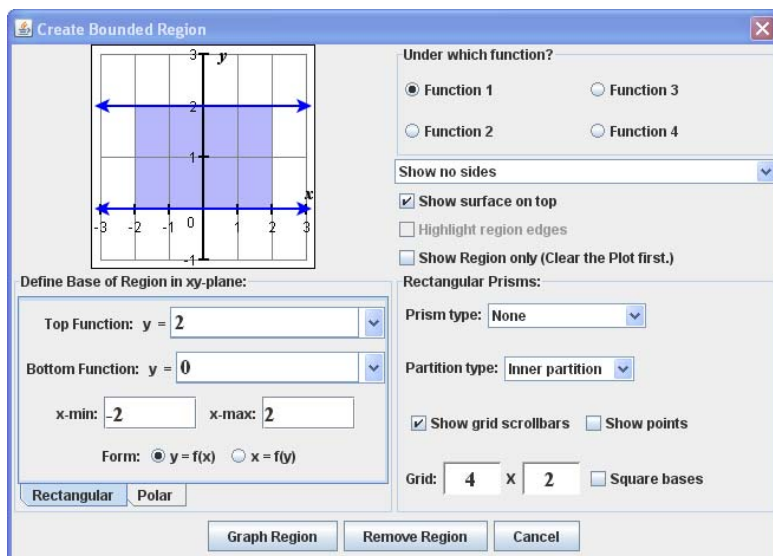 Create Bounded Region
3 y
2
1
x
-3 -2 -1 0 1 2 3
-1
Under which function?
Function 1 Function 3
Function 2 Function 4
Show no sides
Show surface on top
Highlight region edges
Show Region only (Clear the Plot first.)
Define Base of Region in xy-plane:
Top Function: y = 2
Bottom Function: y = 0
x-min: -2 x-max: 2
Form: y = f(x) x = f(y)
Rectangular Polar
Rectangular Prisms:
Prism type: None
Partition type: Inner partition
Show grid scrollbars Show points
Grid: 4 X 2 Square bases
Graph Region Remove Region Cancel